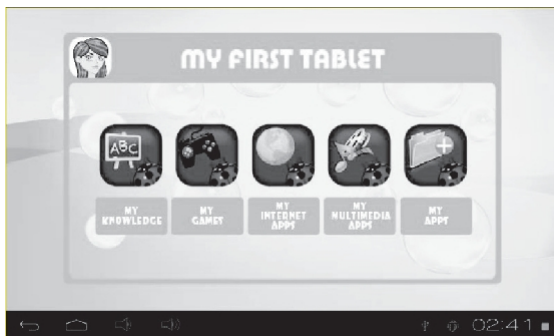 MY FIRST TABLET
ABC
MY KNOWLEDGE
MY GAMES
MY INTERNET APPS
MY MULTIMEDIA APPS
MY APPS
02:41